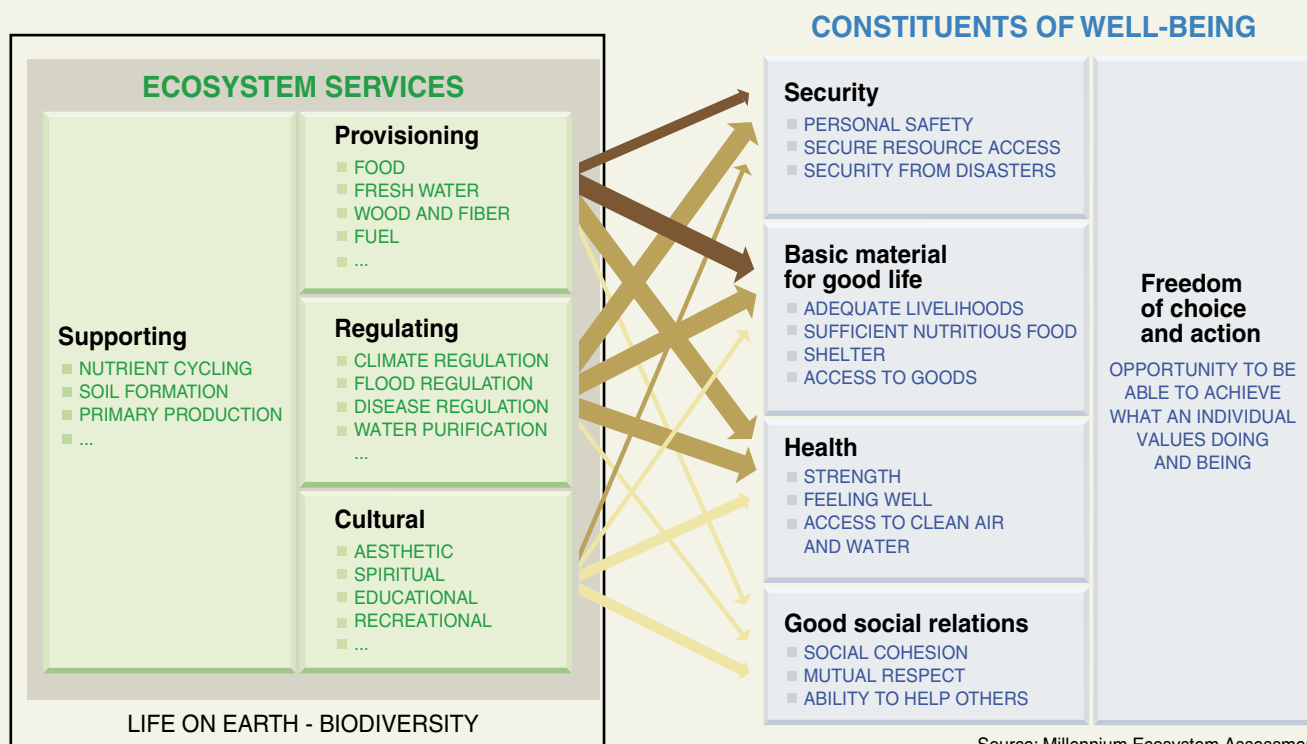 CONSTITUENTS OF WELL-BEING
ECOSYSTEM SERVICES
Supporting
NUTRIENT CYCLING
SOIL FORMATION
PRIMARY PRODUCTION
...
Provisioning
FOOD
FRESH WATER
WOOD AND FIBER
FUEL
...
Regulating
CLIMATE REGULATION
FLOOD REGULATION
DISEASE REGULATION
WATER PURIFICATION
...
Cultural
AESTHETIC
SPIRITUAL
EDUCATIONAL
RECREATIONAL
...
LIFE ON EARTH - BIODIVERSITY
Security
PERSONAL SAFETY
SECURE RESOURCE ACCESS
SECURITY FROM DISASTERS
Basic material
for good life
ADEQUATE LIVELIHOODS
SUFFICIENT NUTRITIOUS FOOD
SHELTER
ACCESS TO GOODS
Health
STRENGTH
FEELING WELL
ACCESS TO CLEAN AIR
AND WATER
Good social relations
SOCIAL COHESION
MUTUAL RESPECT
ABILITY TO HELP OTHERS
Freedom
of choice
and action
OPPORTUNITY TO BE
ABLE TO ACHIEVE
WHAT AN INDIVIDUAL
VALUES DOING
AND BEING
Source: Millennium Ecosystem